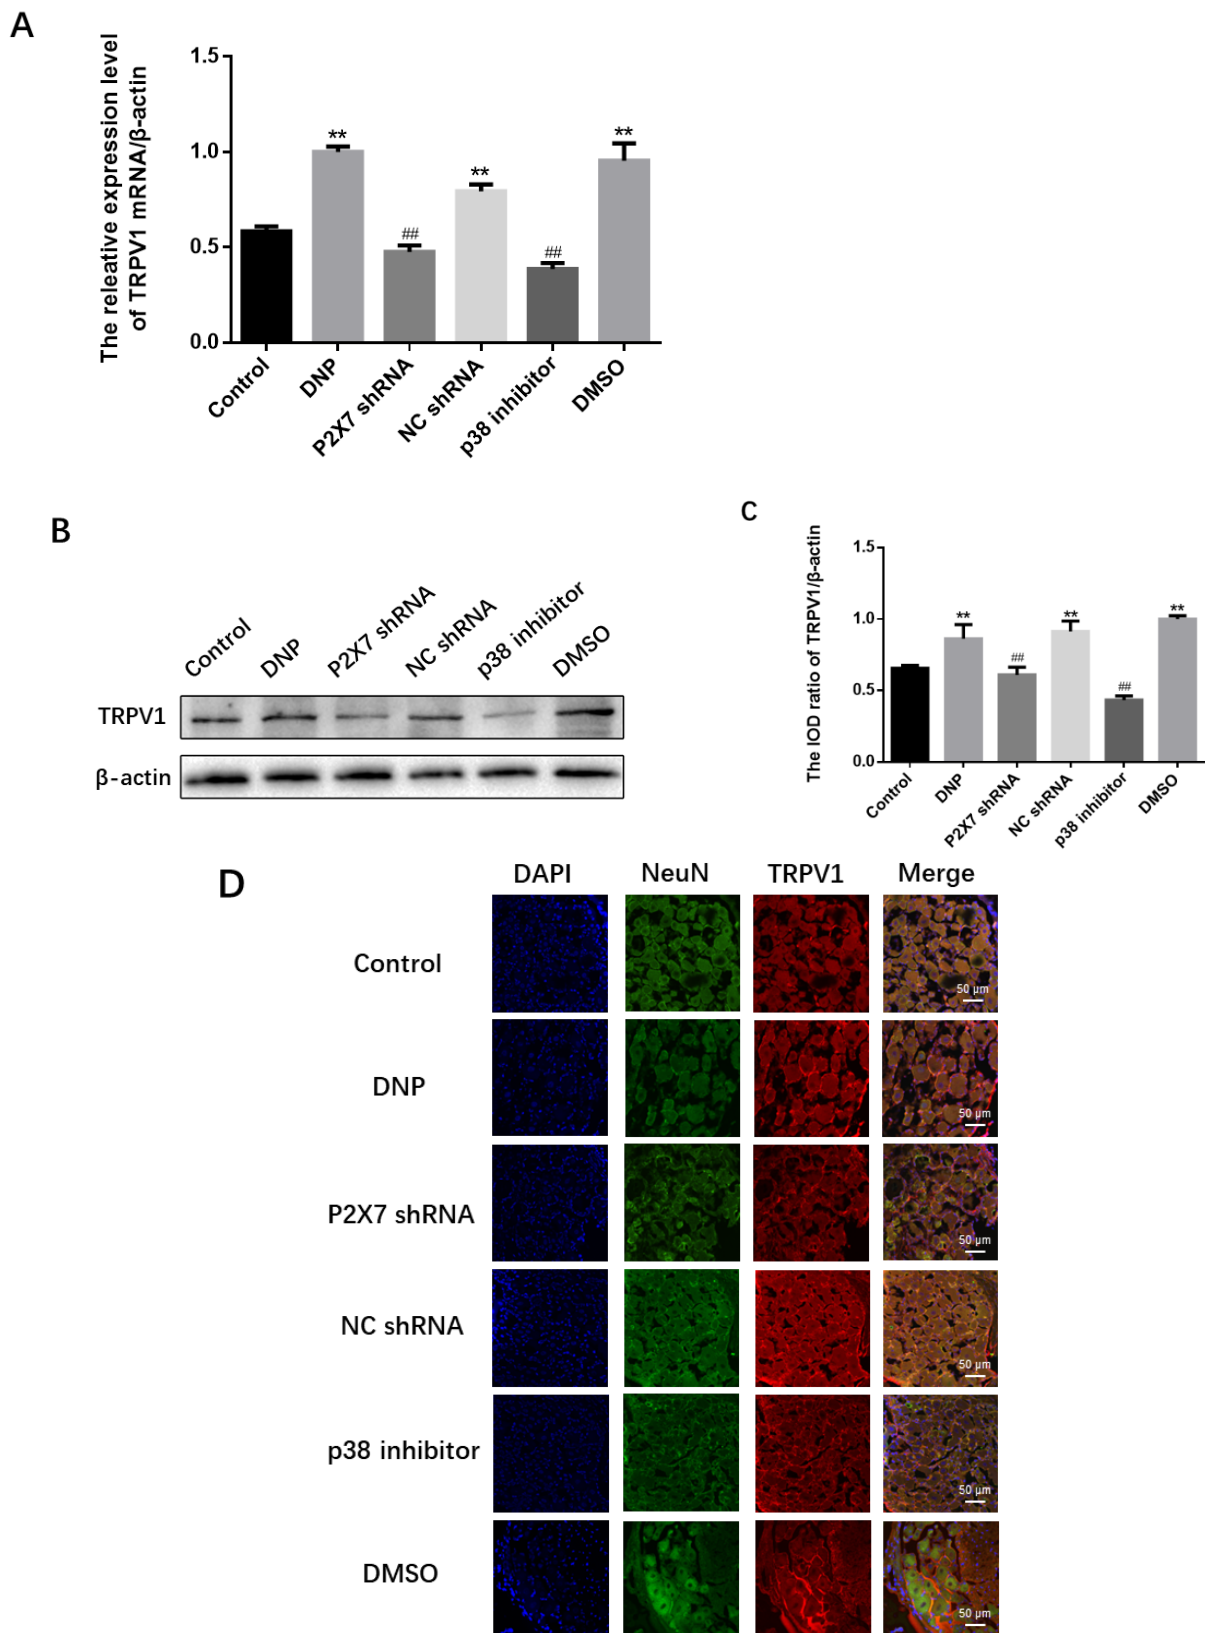 A
The releative expression level
of TRPV1 mRNA/β-actin
1.5
1.0
0.5
0.0
**
**
**
##
##
Control
DNP
P2X7 shRNA
NC shRNA
p38 inhibitor
DMSO
B
Control
DNP
P2X7 shRNA
NC shRNA
p38 inhibitor
DMSO
TRPV1
β-actin
C
The IOD ratio of TRPV1/β-actin
1.5
1.0
0.5
0.0
**
**
**
##
##
Control
DNP
P2X7 shRNA
NC shRNA
p38 inhibitor
DMSO
D
DAPI NeuN TRPV1 Merge
Control
50 μm
DNP
50 μm
P2X7 shRNA
50 μm
NC shRNA
50 μm
p38 inhibitor
50 μm
DMSO
50 μm